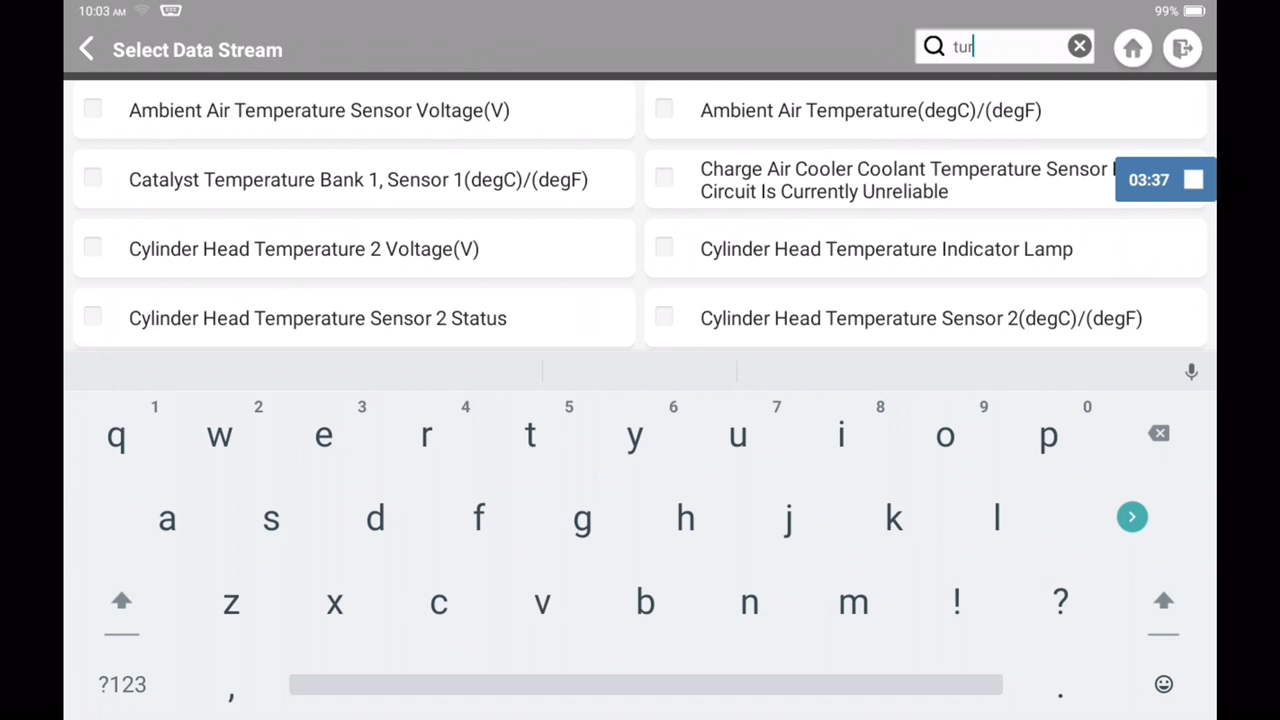 10:03 AM
99%
Select Data Stream
tur
Ambient Air Temperature Sensor Voltage(V)
Ambient Air Temperature(degC)/(degF)
Catalyst Temperature Bank 1, Sensor 1(degC)/(degF)
Charge Air Cooler Coolant Temperature Sensor
Circuit Is Currently Unreliable
03:37
Cylinder Head Temperature 2 Voltage(V)
Cylinder Head Temperature Indicator Lamp
Cylinder Head Temperature Sensor 2 Status
Cylinder Head Temperature Sensor 2(degC)/(degF)
1 2 3 4 5 6 7 8 9 0
q w e r t y u i o p
a s d f g h j k l
z x c v b n m ! ?
?123 , .